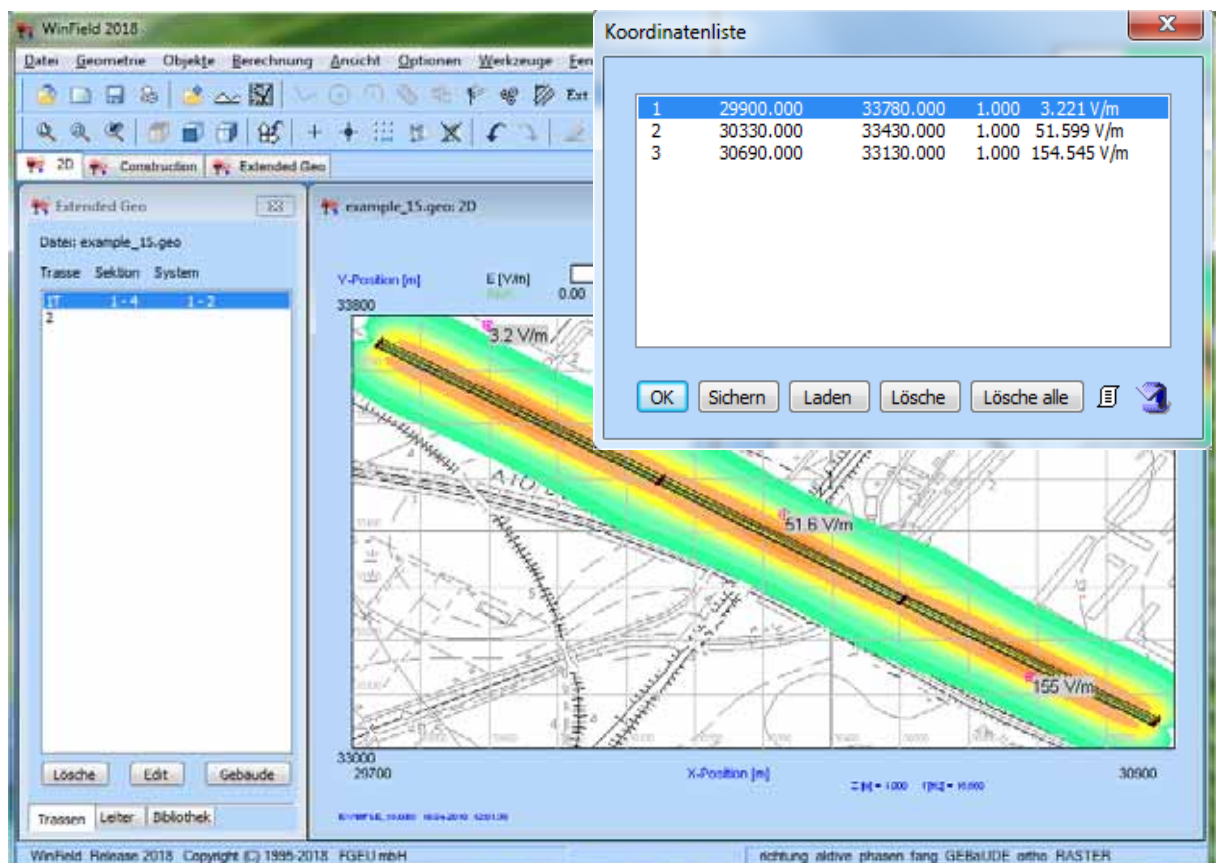 WinField 2018
Datei Geometrie Objekte Berechnung Ansicht Optionen Werkzeuge Fen
Ext
2D Construction Extended Geo
Extended Geo
Datei: example_15.geo
Trasse Sektion System
1T 1 - 4 1 - 2
2
Lösche Edit Gebaude
Trassen Leiter Bibliothek
example_15.geo: 2D
Y-Position [m] E [V/m] 0.00
33800
3.2 V/m
51.6 V/m
155 V/m
33000
29700 X-Position [m] 30900
Koordinatenliste
1 29900.000 33780.000 1.000 3.221 V/m
2 30330.000 33430.000 1.000 51.599 V/m
3 30690.000 33130.000 1.000 154.545 V/m
OK Sichern Laden Lösche Lösche alle
WinField Release 2018 Copyright (C) 1995-2018 FGEU mbH
richtung aktive phasen fang GEBaUDE ortho RASTER